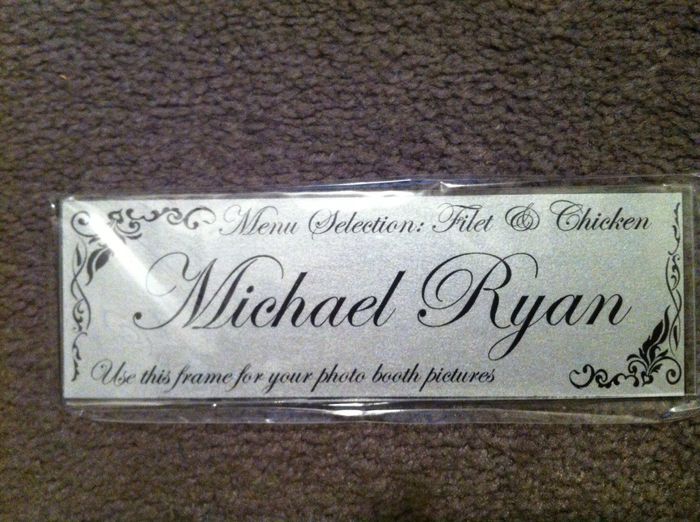 Menu Selection: Filet & Chicken
Michael Ryan
Use this frame for your photo booth pictures